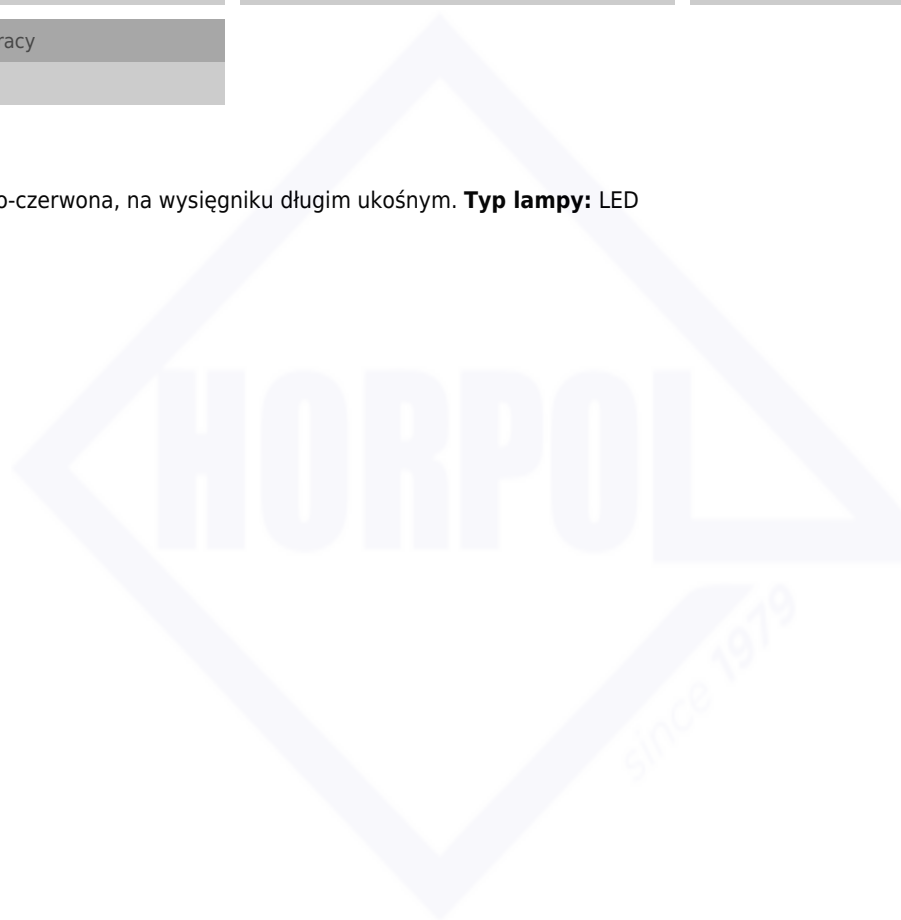 racy
o-czerwona, na wysięgniku długim ukośnym. Typ lampy: LED
HORPOL
since 1979